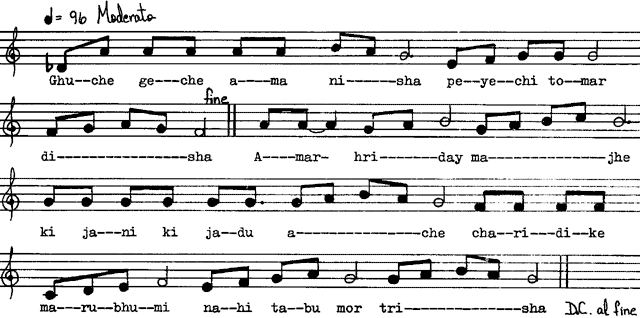 d= 96 Moderato
Ghu--che ge---che a----ma ni------sha pe--ye--chi to--mar
fine
di----------------sha A----mar- hri-------day ma--------------jhe
ki ja--ni ki ja--du a---------------che cha--ri--di--ke
ma---ru--bhu--mi na--hi ta--bu mor tri---------------sha D.C. al fine